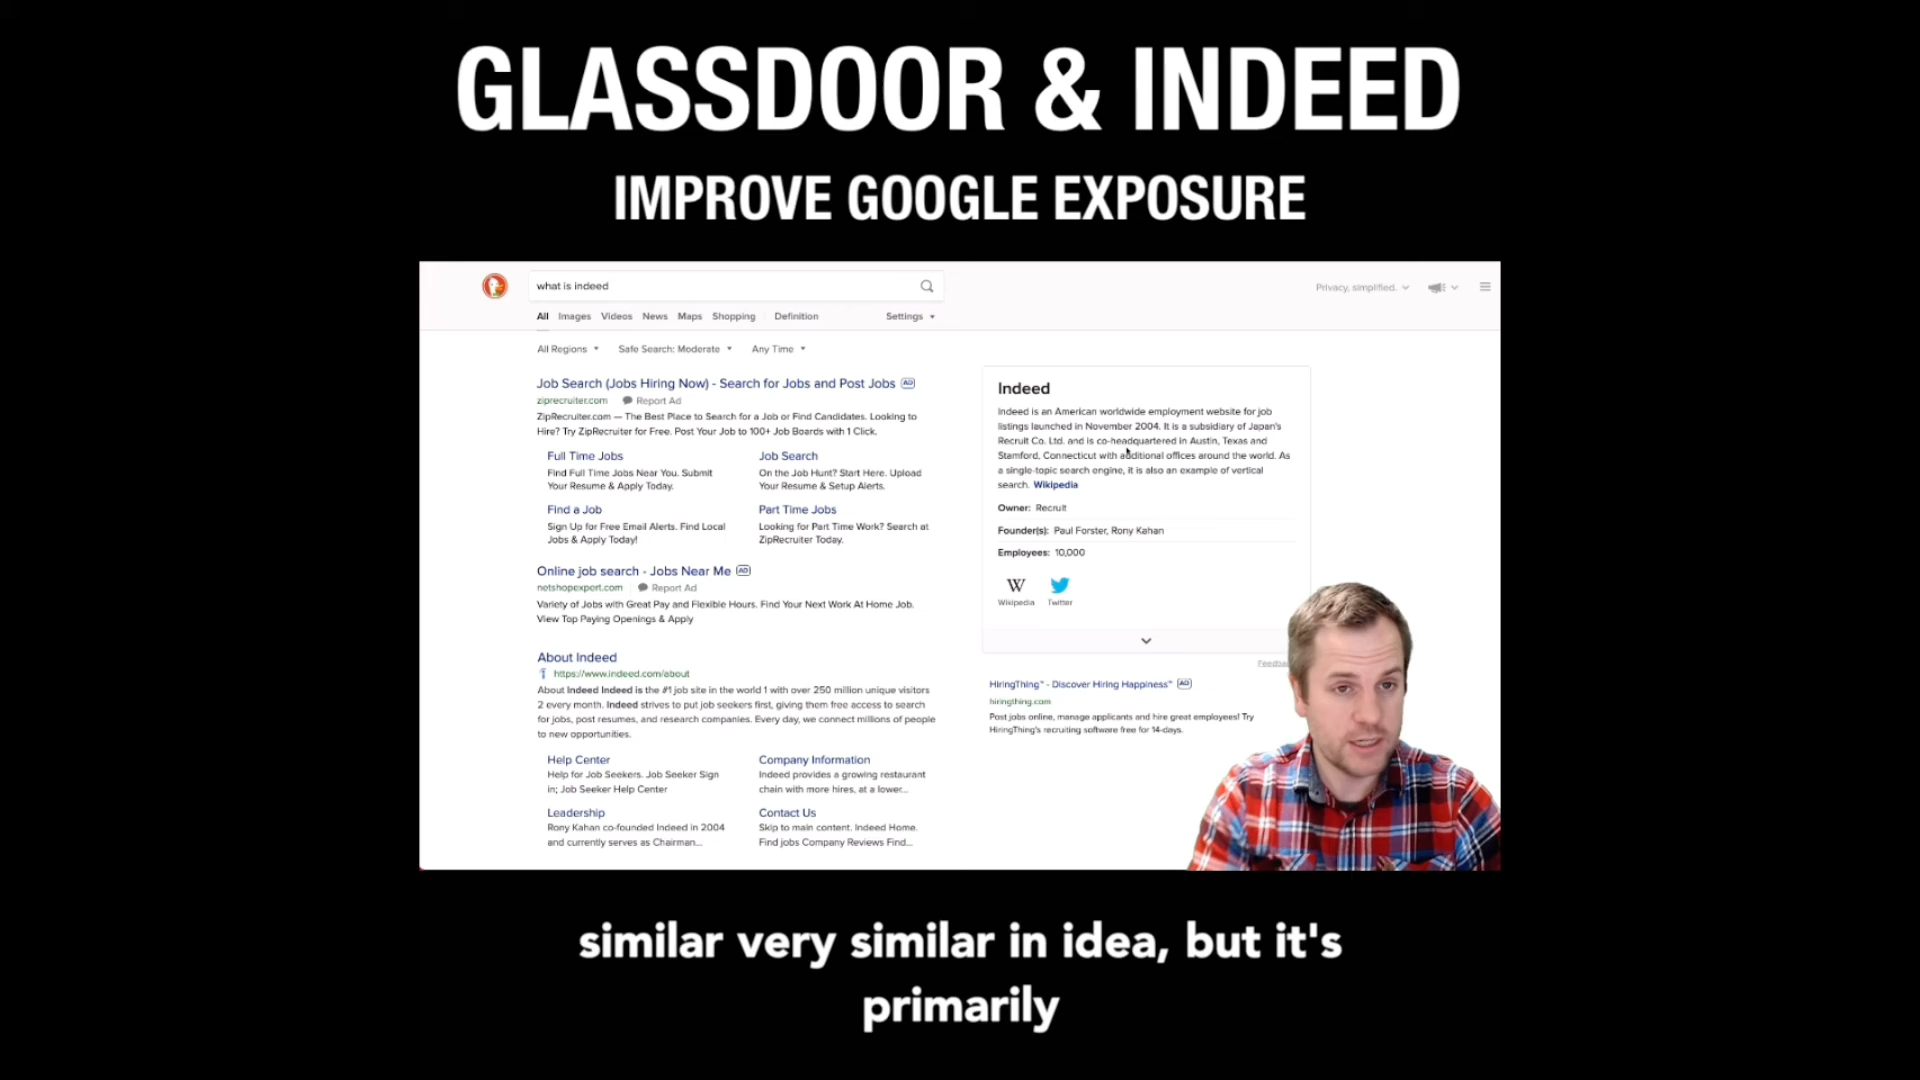 GLASSDOOR & INDEED
IMPROVE GOOGLE EXPOSURE
what is indeed
Privacy, simplified.
All Images Videos News Maps Shopping Definition Settings
All Regions Safe Search: Moderate Any Time
Job Search (Jobs Hiring Now) - Search for Jobs and Post Jobs AD
ziprecruiter.com Report Ad
ZipRecruiter.com — The Best Place to Search for a Job or Find Candidates. Looking to
Hire? Try ZipRecruiter for Free. Post Your Job to 100+ Job Boards with 1 Click.
Full Time Jobs
Find Full Time Jobs Near You. Submit
Your Resume & Apply Today.
Job Search
On the Job Hunt? Start Here. Upload
Your Resume & Setup Alerts.
Find a Job
Sign Up for Free Email Alerts. Find Local
Jobs & Apply Today!
Part Time Jobs
Looking for Part Time Work? Search at
ZipRecruiter Today.
Online job search - Jobs Near Me AD
netshopexpert.com Report Ad
Variety of Jobs with Great Pay and Flexible Hours. Find Your Next Work At Home Job.
View Top Paying Openings & Apply
About Indeed
https://www.indeed.com/about
About Indeed Indeed is the #1 job site in the world 1 with over 250 million unique visitors
2 every month. Indeed strives to put job seekers first, giving them free access to search
for jobs, post resumes, and research companies. Every day, we connect millions of people
to new opportunities.
Help Center
Help for Job Seekers. Job Seeker Sign
in; Job Seeker Help Center
Company Information
Indeed provides a growing restaurant
chain with more hires, at a lower...
Leadership
Rony Kahan co-founded Indeed in 2004
and currently serves as Chairman...
Contact Us
Skip to main content. Indeed Home.
Find jobs Company Reviews Find...
Indeed
Indeed is an American worldwide employment website for job
listings launched in November 2004. It is a subsidiary of Japan's
Recruit Co. Ltd. and is co-headquartered in Austin, Texas and
Stamford, Connecticut with additional offices around the world. As
a single-topic search engine, it is also an example of vertical
search. Wikipedia
Owner: Recruit
Founder(s): Paul Forster, Rony Kahan
Employees: 10,000
W
Wikipedia Twitter
HiringThing™ - Discover Hiring Happiness™ AD
hiringthing.com
Post jobs online, manage applicants and hire great employees! Try
HiringThing's recruiting software free for 14-days.
similar very similar in idea, but it's
primarily